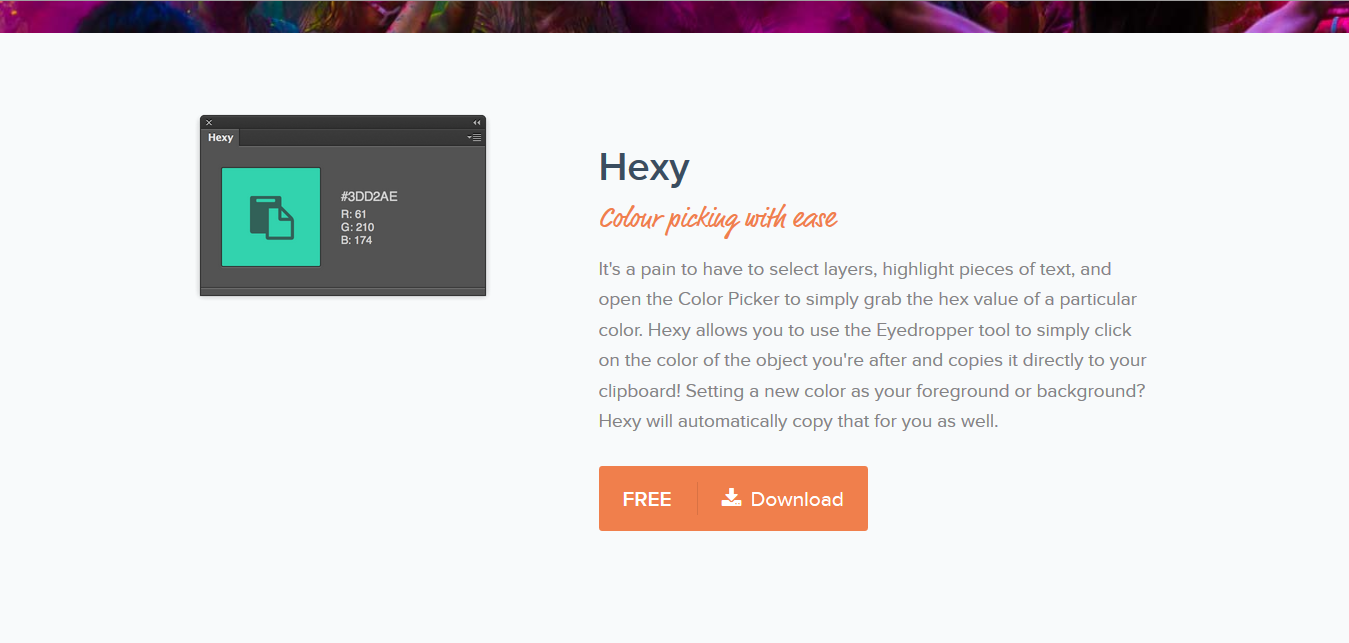 Hexy
#3DD2AE
R: 61
G: 210
B: 174
Hexy
Colour picking with ease
It's a pain to have to select layers, highlight pieces of text, and
open the Color Picker to simply grab the hex value of a particular
color. Hexy allows you to use the Eyedropper tool to simply click
on the color of the object you're after and copies it directly to your
clipboard! Setting a new color as your foreground or background?
Hexy will automatically copy that for you as well.
FREE Download